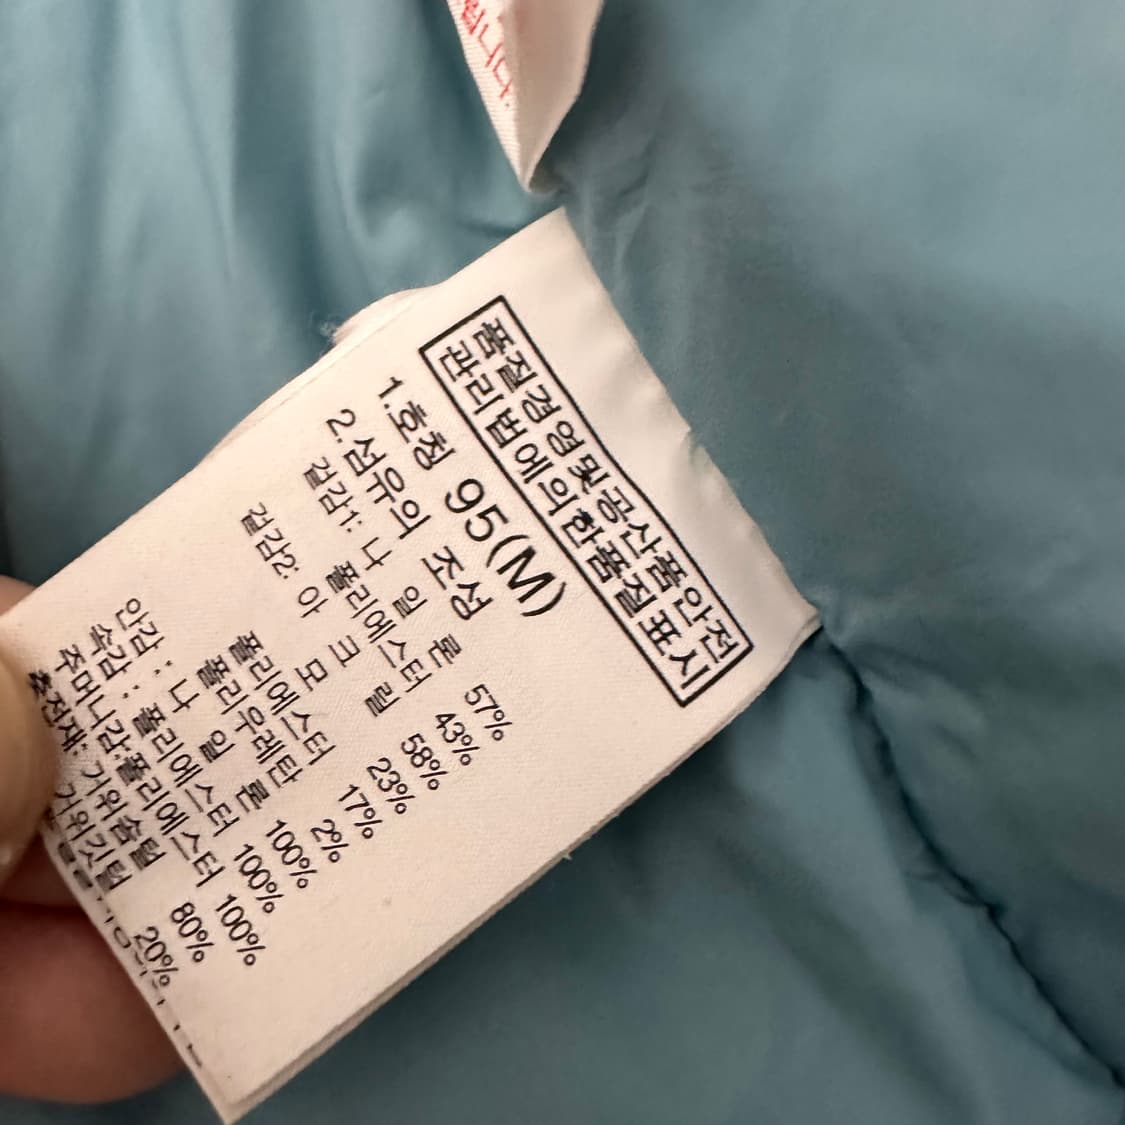 됩니다.
품질경영및공산품안전
관리법에의한품질표시
1.호칭 95(M)
2.섬유의 조성
겉감1: 나 일 론 57%
폴리에스터 43%
겉감2: 아 크 릴 58%
모 23%
폴리에스터 17%
폴리우레탄 2%
안감 : 나 일 론 100%
속감 : 폴리에스터 100%
주머니감:폴리에스터 100%
충전재: 거위솜털 80%
거위깃털 20%